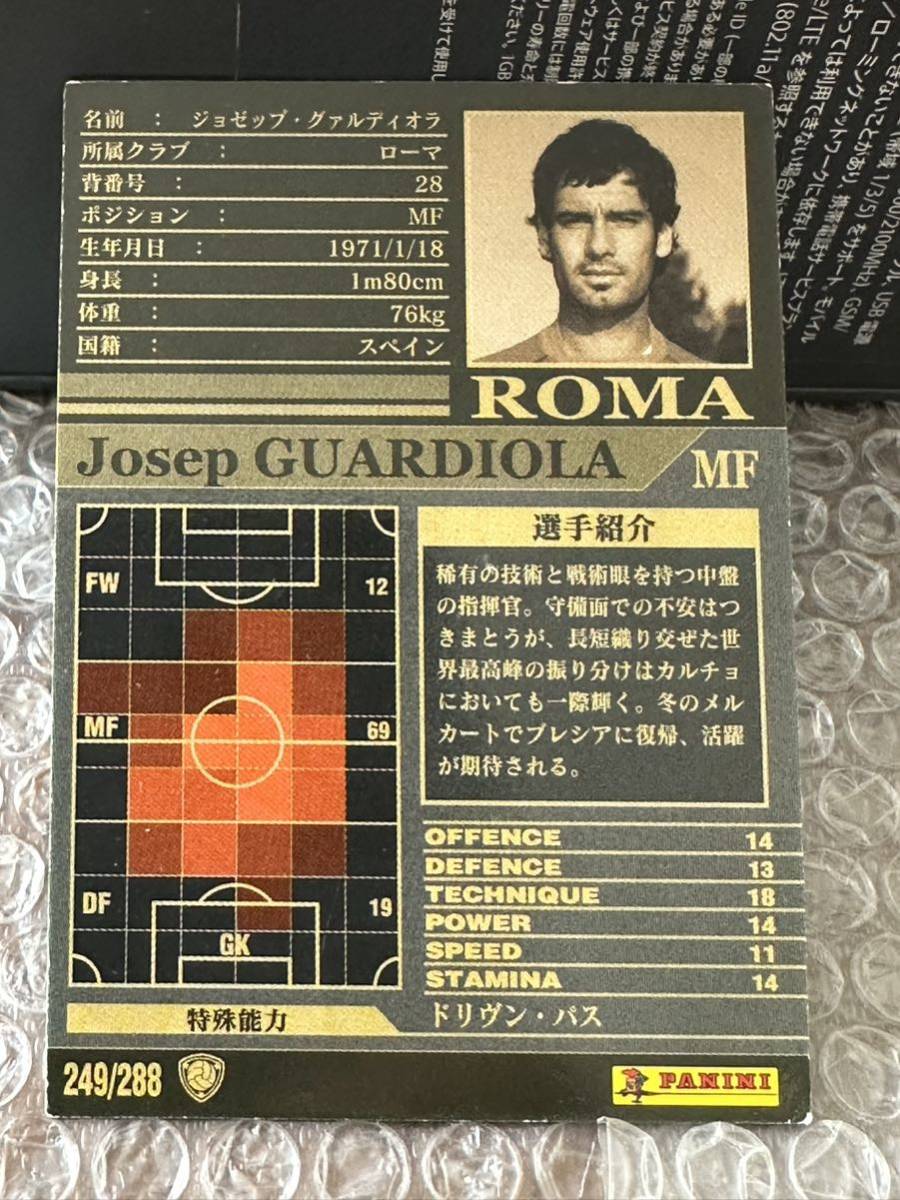 名前 ： ジョゼップ・グァルディオラ
所属クラブ ： ローマ
背番号 ： 28
ポジション ： MF
生年月日 ： 1971/1/18
身長 ： 1m80cm
体重 ： 76kg
国籍 ： スペイン
ROMA
Josep GUARDIOLA
MF
FW 12
MF 69
DF 19
GK
選手紹介
稀有の技術と戦術眼を持つ中盤
の指揮官。守備面での不安はつ
きまとうが、長短織り交ぜた世
界最高峰の振り分けはカルチョ
においても一際輝く。冬のメル
カートでブレシアに復帰、活躍
が期待される。
OFFENCE 14
DEFENCE 13
TECHNIQUE 18
POWER 14
SPEED 11
STAMINA 14
特殊能力
ドリヴン・パス
249/288
PANINI